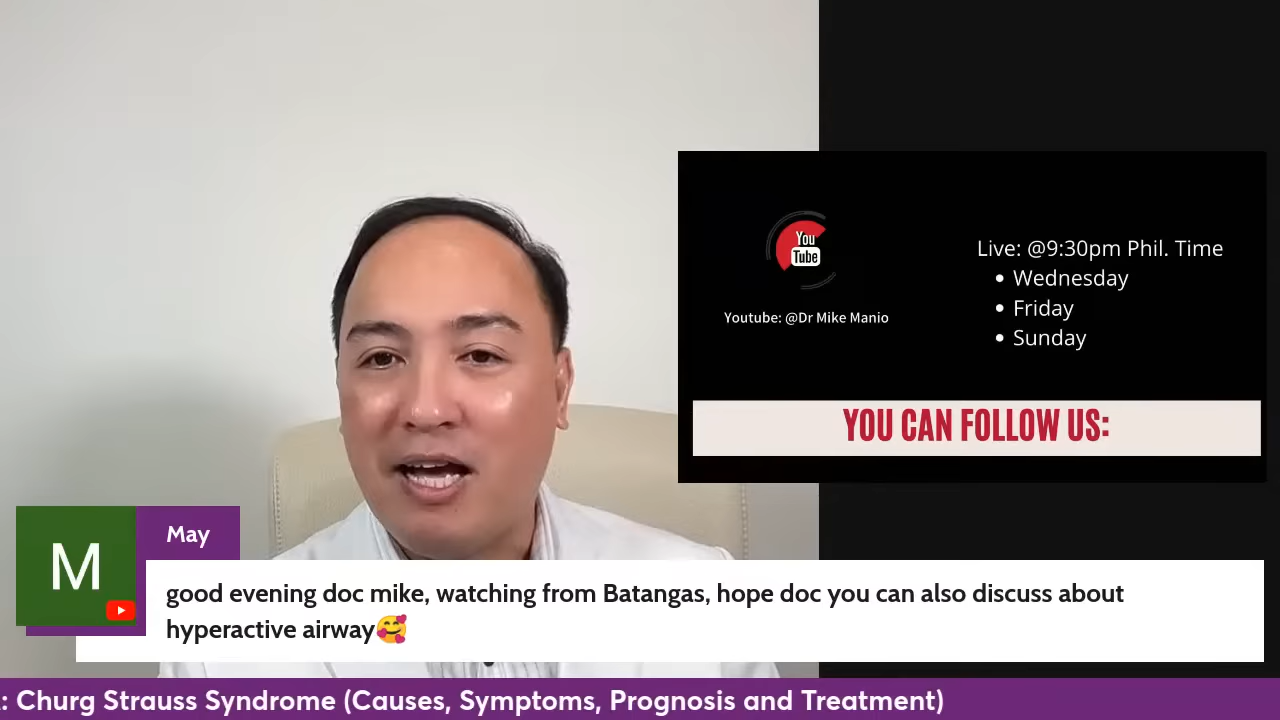 You
Tube
Youtube: @Dr Mike Manio
Live: @9:30pm Phil. Time
• Wednesday
• Friday
• Sunday
YOU CAN FOLLOW US:
M
May
good evening doc mike, watching from Batangas, hope doc you can also discuss about
hyperactive airway🥰
: Churg Strauss Syndrome (Causes, Symptoms, Prognosis and Treatment)